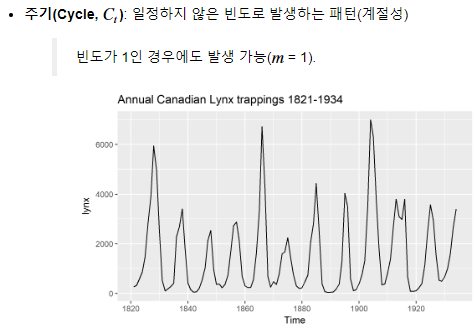 • 주기(Cycle, Cₜ): 일정하지 않은 빈도로 발생하는 패턴(계절성)
빈도가 1인 경우에도 발생 가능(m = 1).
Annual Canadian Lynx trappings 1821-1934
6000
4000
2000
0
lynx
1820
1840
1860
1880
1900
1920
Time